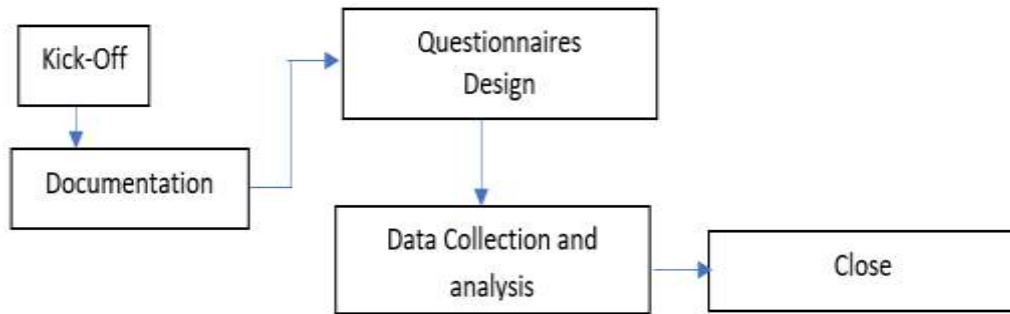 Kick-Off
Documentation
Questionnaires
Design
Data Collection and
analysis
Close